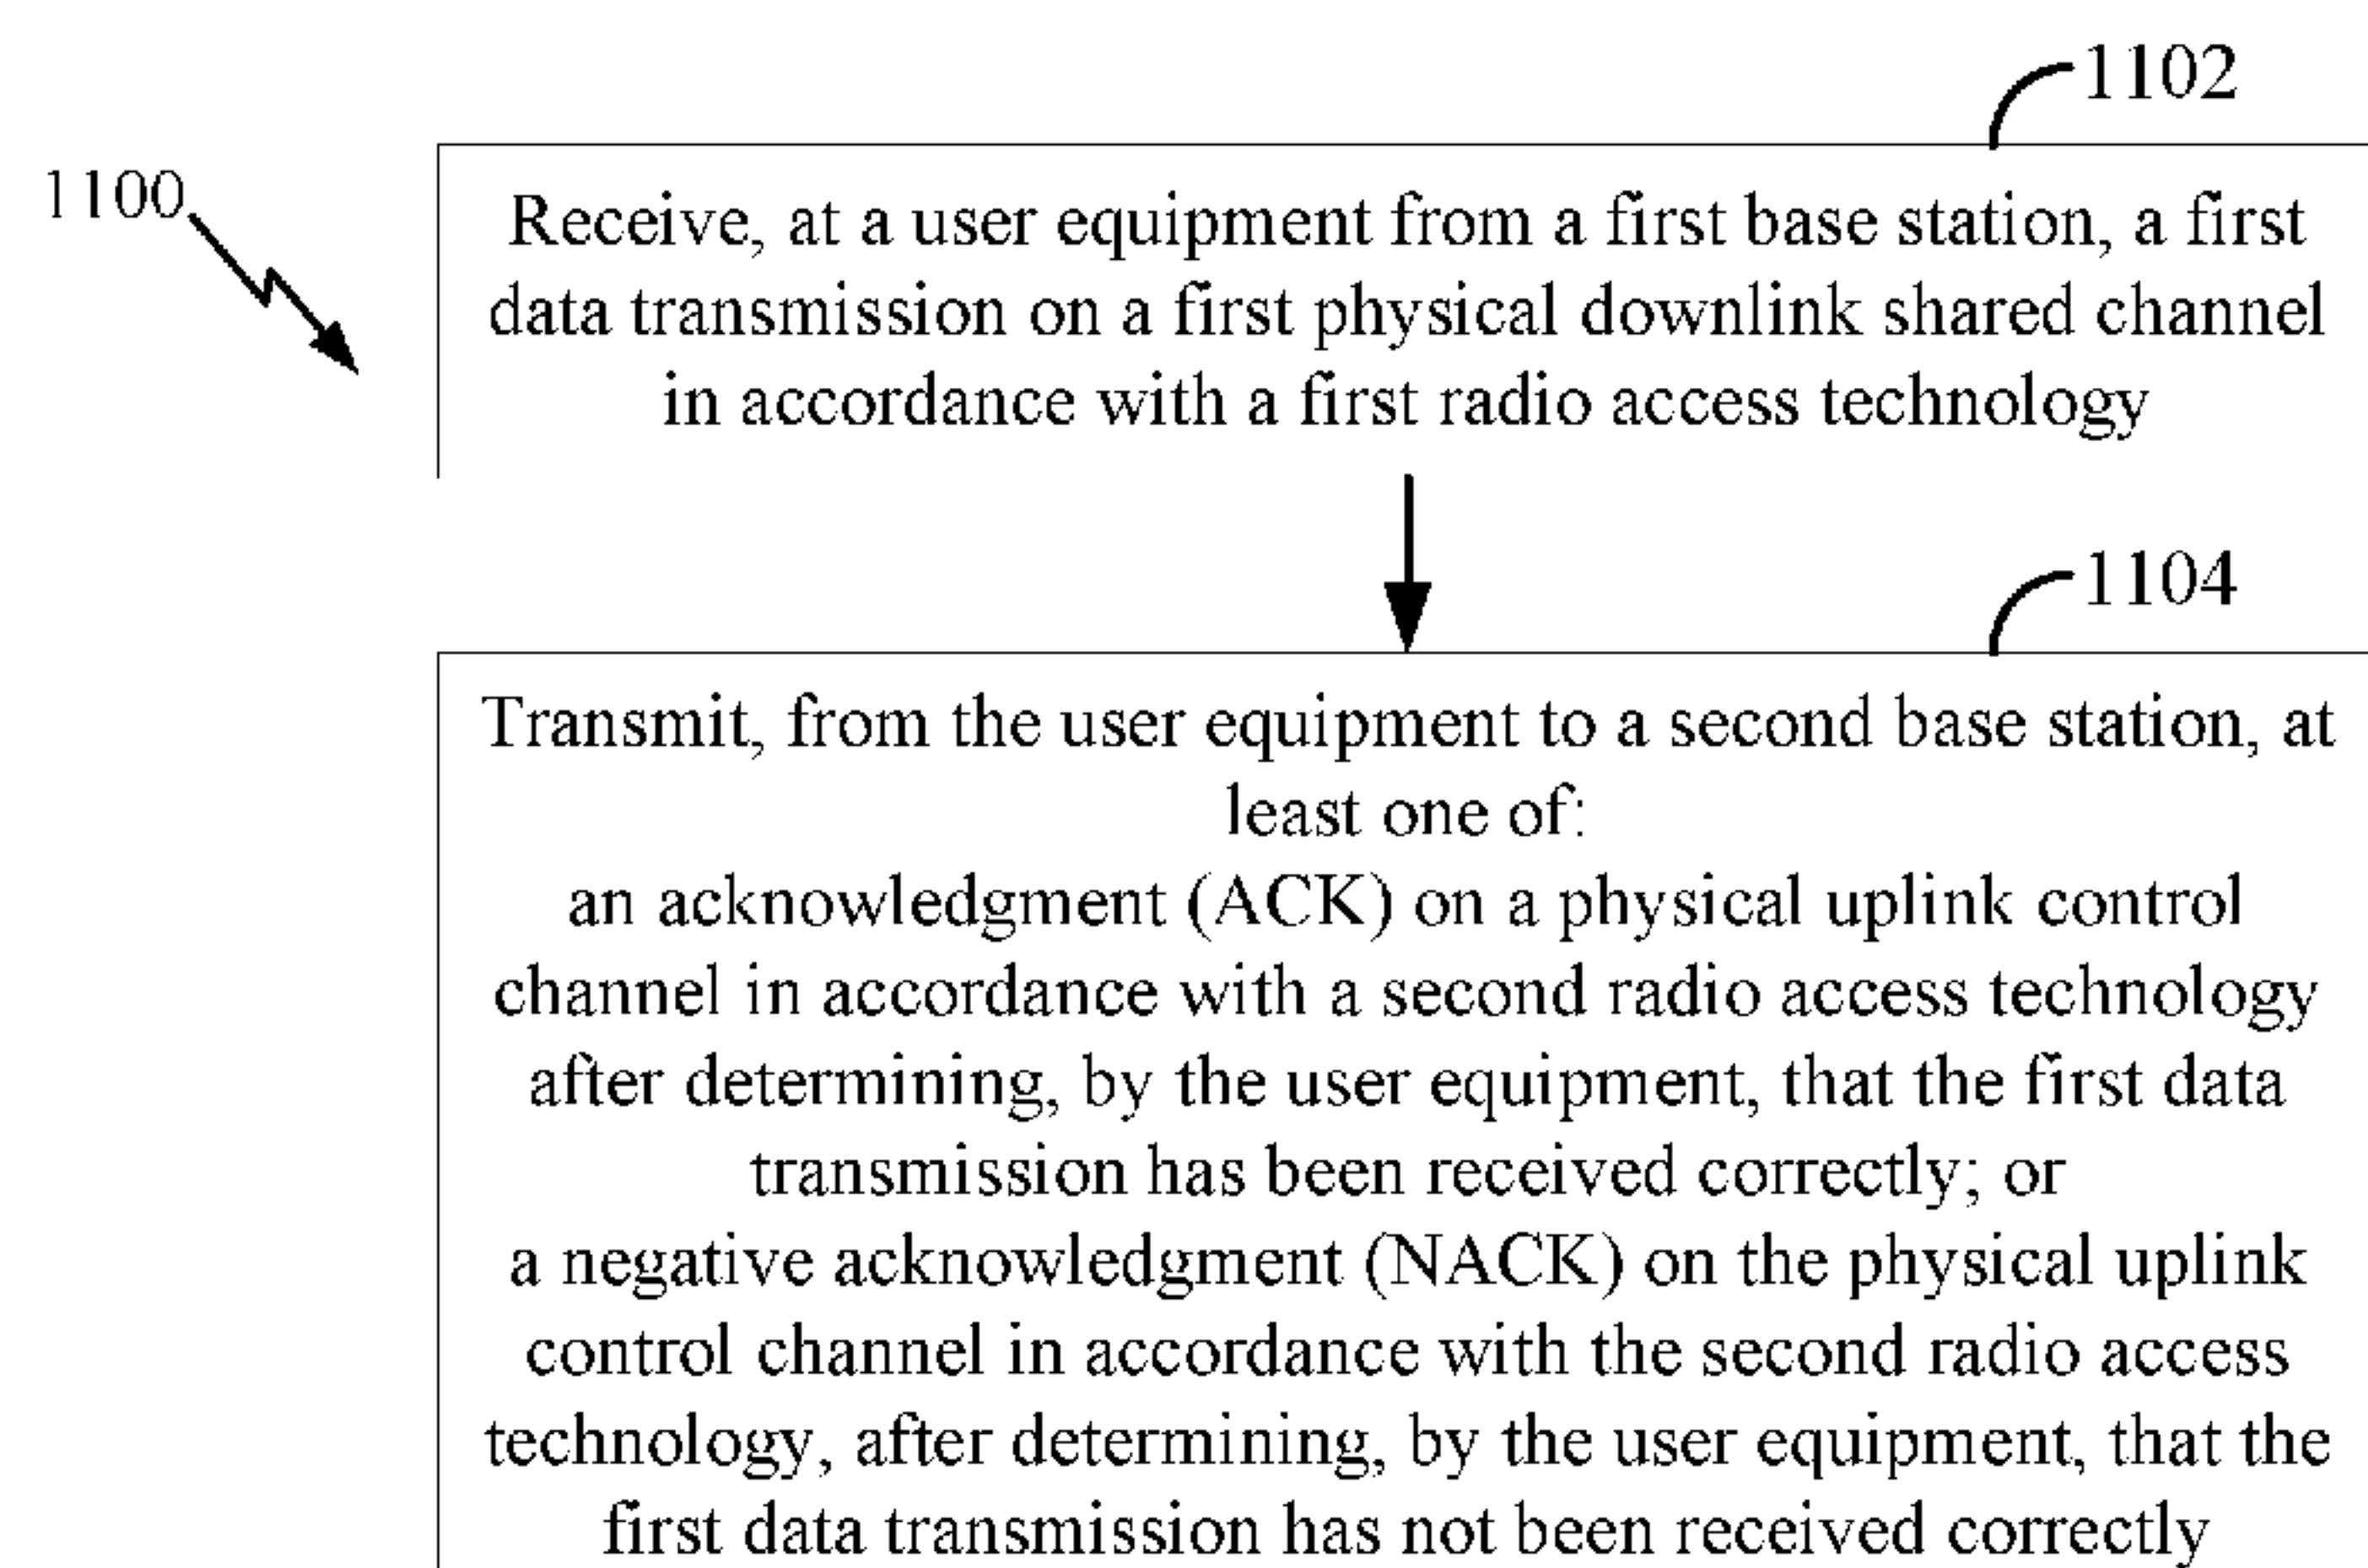 1102
1100
Receive, at a user equipment from a first base station, a first
data transmission on a first physical downlink shared channel
in accordance with a first radio access technology
1104
Transmit, from the user equipment to a second base station, at
least one of:
an acknowledgment (ACK) on a physical uplink control
channel in accordance with a second radio access technology
after determining, by the user equipment, that the first data
transmission has been received correctly; or
a negative acknowledgment (NACK) on the physical uplink
control channel in accordance with the second radio access
technology, after determining, by the user equipment, that the
first data transmission has not been received correctly